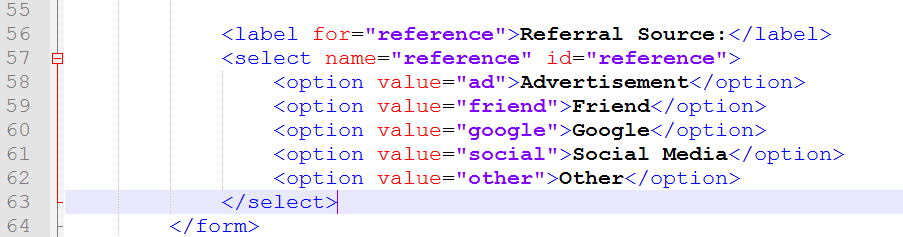 55
56 <label for="reference">Referral Source:</label>
57 <select name="reference" id="reference">
58 <option value="ad">Advertisement</option>
59 <option value="friend">Friend</option>
60 <option value="google">Google</option>
61 <option value="social">Social Media</option>
62 <option value="other">Other</option>
63 </select>
64 </form>